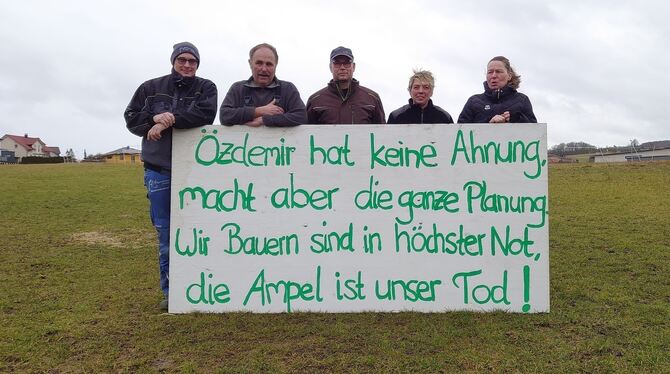 Özdemir hat keine Ahnung,
macht aber die ganze Planung.
Wir Bauern sind in höchster Not,
die Ampel ist unser Tod!